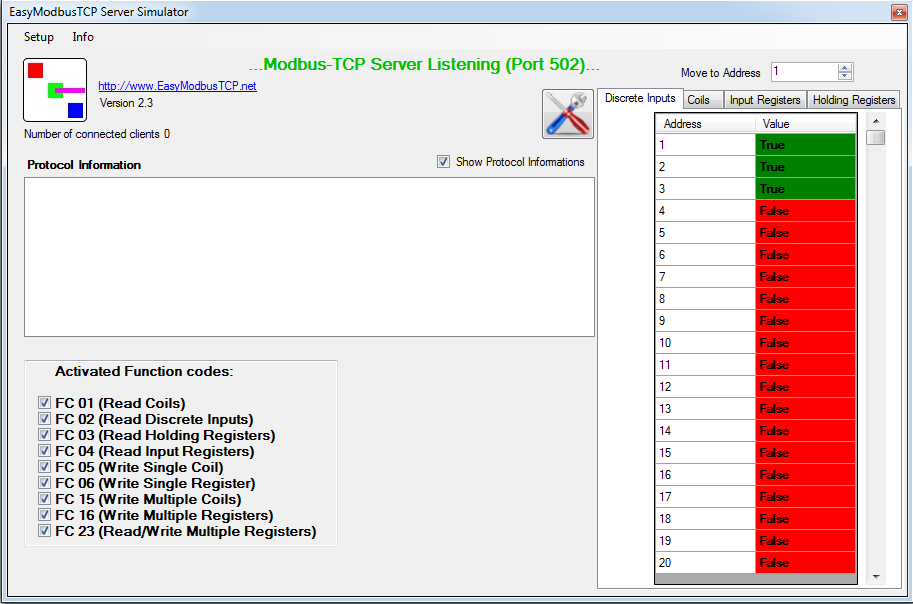 EasyModbusTCP Server Simulator
Setup Info
...Modbus-TCP Server Listening (Port 502)...
http://www.EasyModbusTCP.net
Version 2.3
Number of connected clients 0
Protocol Information
Show Protocol Informations
Activated Function codes:
FC 01 (Read Coils)
FC 02 (Read Discrete Inputs)
FC 03 (Read Holding Registers)
FC 04 (Read Input Registers)
FC 05 (Write Single Coil)
FC 06 (Write Single Register)
FC 15 (Write Multiple Coils)
FC 16 (Write Multiple Registers)
FC 23 (Read/Write Multiple Registers)
Move to Address 1
Discrete Inputs Coils Input Registers Holding Registers
Address Value
1 True
2 True
3 True
4 False
5 False
6 False
7 False
8 False
9 False
10 False
11 False
12 False
13 False
14 False
15 False
16 False
17 False
18 False
19 False
20 False